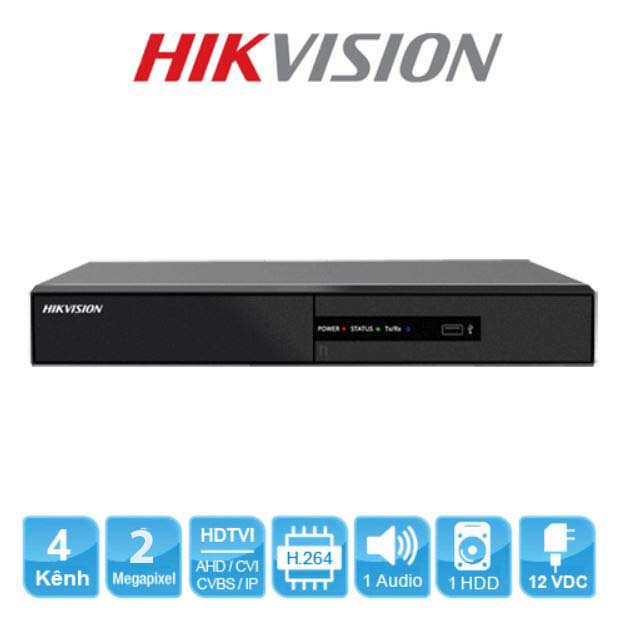 HIKVISION
HIKVISION
POWER STATUS Tx/Rx
4
Kênh
2
Megapixel
HDTVI
AHD / CVI
CVBS / IP
H.264
1 Audio
1 HDD
12 VDC